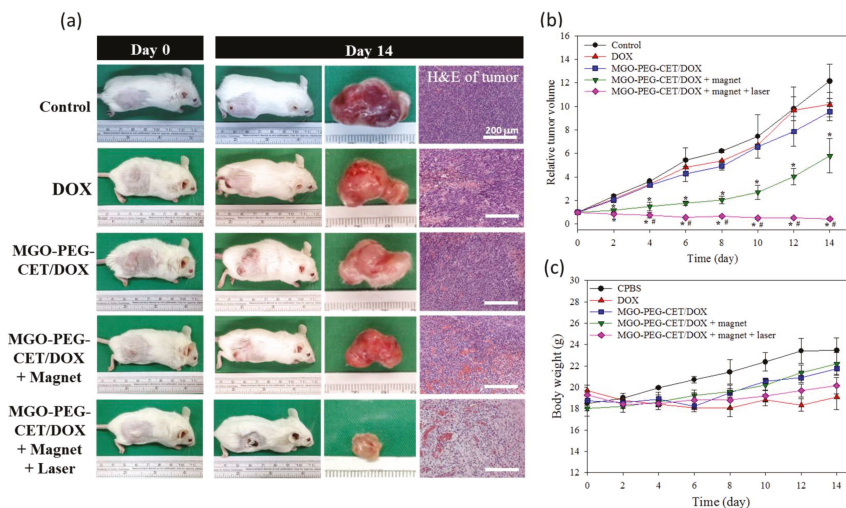 (a)
Day 0
Day 14
Control
H&E of tumor
200 μm
DOX
MGO-PEG-
CET/DOX
MGO-PEG-
CET/DOX
+ Magnet
MGO-PEG-
CET/DOX
+ Magnet
+ Laser
(b)
Relative tumor volume
16
14
12
10
8
6
4
2
0
Control
DOX
MGO-PEG-CET/DOX
MGO-PEG-CET/DOX + magnet
MGO-PEG-CET/DOX + magnet + laser
* * * * * * *
* # * # * # * # * # * #
0 2 4 6 8 10 12 14
Time (day)
(c)
Body weight (g)
30
28
26
24
22
20
18
16
14
12
CPBS
DOX
MGO-PEG-CET/DOX
MGO-PEG-CET/DOX + magnet
MGO-PEG-CET/DOX + magnet + laser
0 2 4 6 8 10 12 14
Time (day)